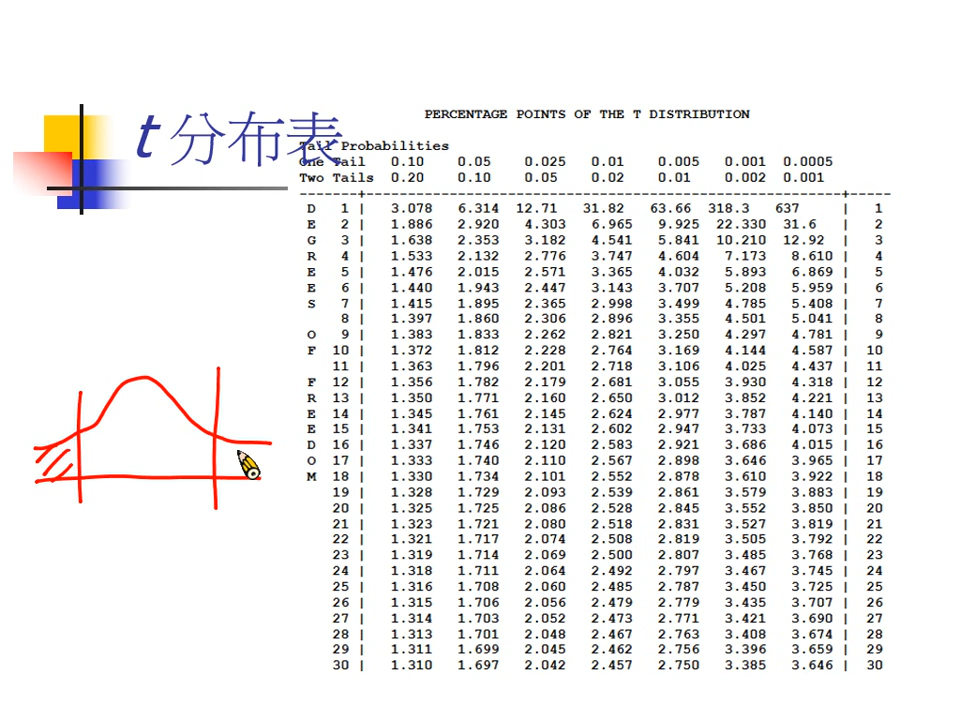 t 分布表
PERCENTAGE POINTS OF THE T DISTRIBUTION
Tail Probabilities
One Tail 0.10 0.05 0.025 0.01 0.005 0.001 0.0005
Two Tails 0.20 0.10 0.05 0.02 0.01 0.002 0.001
-------+---------------------------------------------------------+-----
D 1 | 3.078 6.314 12.71 31.82 63.66 318.3 637 | 1
E 2 | 1.886 2.920 4.303 6.965 9.925 22.330 31.6 | 2
G 3 | 1.638 2.353 3.182 4.541 5.841 10.210 12.92 | 3
R 4 | 1.533 2.132 2.776 3.747 4.604 7.173 8.610 | 4
E 5 | 1.476 2.015 2.571 3.365 4.032 5.893 6.869 | 5
E 6 | 1.440 1.943 2.447 3.143 3.707 5.208 5.959 | 6
S 7 | 1.415 1.895 2.365 2.998 3.499 4.785 5.408 | 7
8 | 1.397 1.860 2.306 2.896 3.355 4.501 5.041 | 8
O 9 | 1.383 1.833 2.262 2.821 3.250 4.297 4.781 | 9
F 10 | 1.372 1.812 2.228 2.764 3.169 4.144 4.587 | 10
11 | 1.363 1.796 2.201 2.718 3.106 4.025 4.437 | 11
F 12 | 1.356 1.782 2.179 2.681 3.055 3.930 4.318 | 12
R 13 | 1.350 1.771 2.160 2.650 3.012 3.852 4.221 | 13
E 14 | 1.345 1.761 2.145 2.624 2.977 3.787 4.140 | 14
E 15 | 1.341 1.753 2.131 2.602 2.947 3.733 4.073 | 15
D 16 | 1.337 1.746 2.120 2.583 2.921 3.686 4.015 | 16
O 17 | 1.333 1.740 2.110 2.567 2.898 3.646 3.965 | 17
M 18 | 1.330 1.734 2.101 2.552 2.878 3.610 3.922 | 18
19 | 1.328 1.729 2.093 2.539 2.861 3.579 3.883 | 19
20 | 1.325 1.725 2.086 2.528 2.845 3.552 3.850 | 20
21 | 1.323 1.721 2.080 2.518 2.831 3.527 3.819 | 21
22 | 1.321 1.717 2.074 2.508 2.819 3.505 3.792 | 22
23 | 1.319 1.714 2.069 2.500 2.807 3.485 3.768 | 23
24 | 1.318 1.711 2.064 2.492 2.797 3.467 3.745 | 24
25 | 1.316 1.708 2.060 2.485 2.787 3.450 3.725 | 25
26 | 1.315 1.706 2.056 2.479 2.779 3.435 3.707 | 26
27 | 1.314 1.703 2.052 2.473 2.771 3.421 3.690 | 27
28 | 1.313 1.701 2.048 2.467 2.763 3.408 3.674 | 28
29 | 1.311 1.699 2.045 2.462 2.756 3.396 3.659 | 29
30 | 1.310 1.697 2.042 2.457 2.750 3.385 3.646 | 30